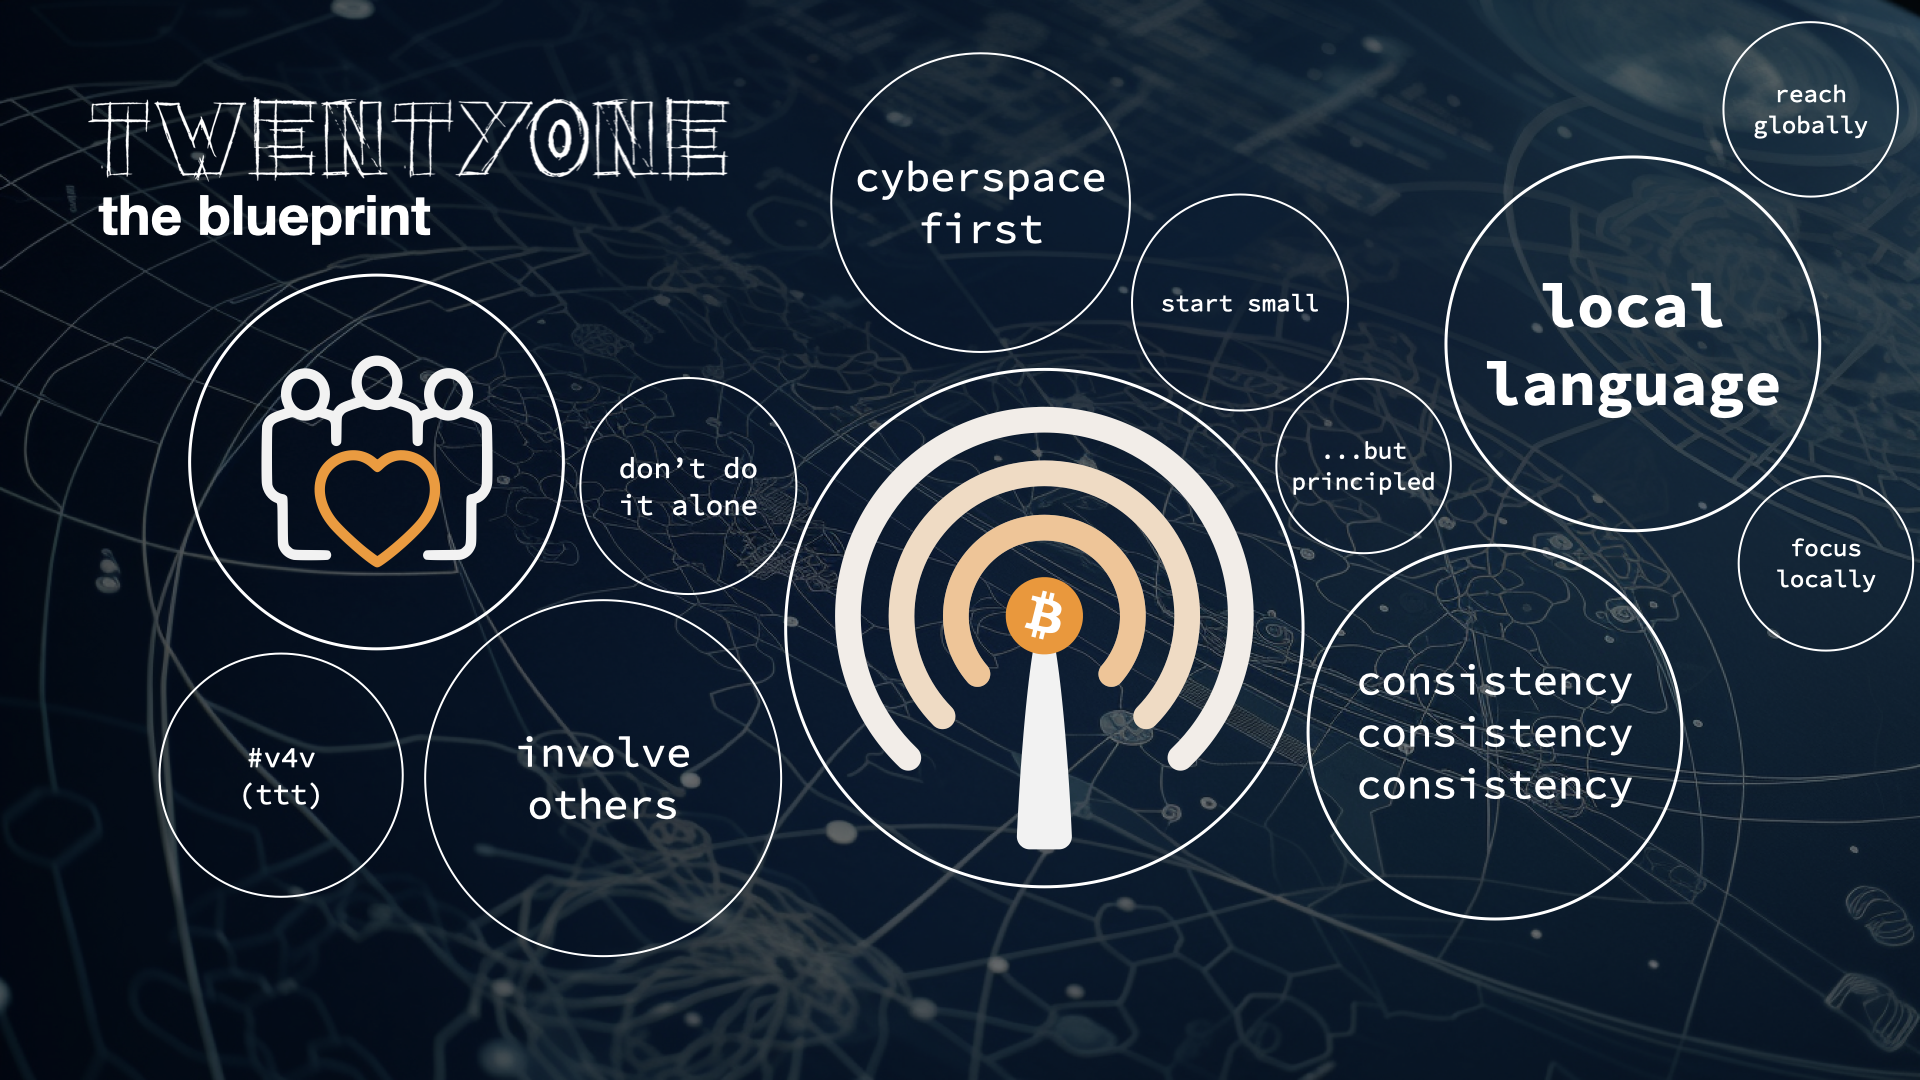 TWENTYONE
the blueprint
cyberspace
first
start small
...but
principled
reach
globally
local
language
focus
locally
don’t do
it alone
#v4v
(ttt)
involve
others
consistency
consistency
consistency